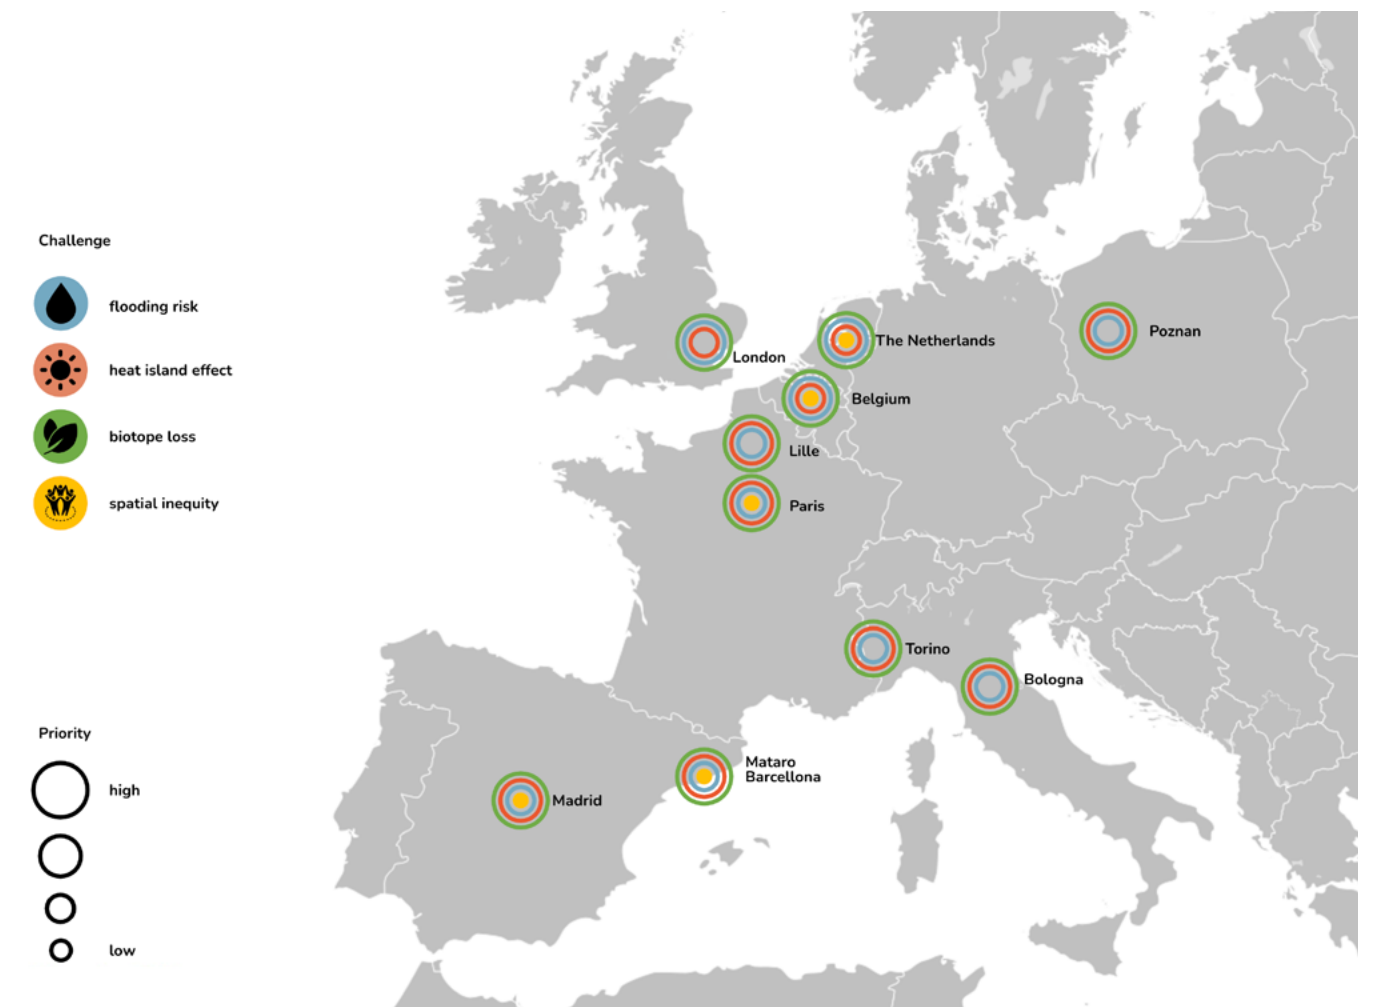 Challenge
flooding risk
heat island effect
biotope loss
spatial inequity
Priority
high
low
London
The Netherlands
Poznan
Belgium
Lille
Paris
Torino
Bologna
Mataro
Barcellona
Madrid